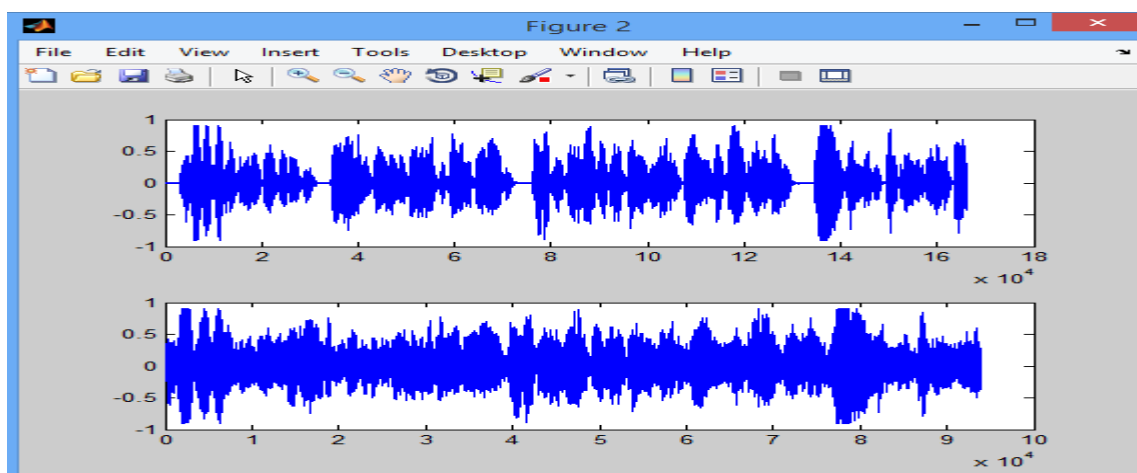 Figure 2
File Edit View Insert Tools Desktop Window Help
1
0.5
0
-0.5
-1
0 2 4 6 8 10 12 14 16 18
x 10^4
1
0.5
0
-0.5
-1
0 1 2 3 4 5 6 7 8 9 10
x 10^4